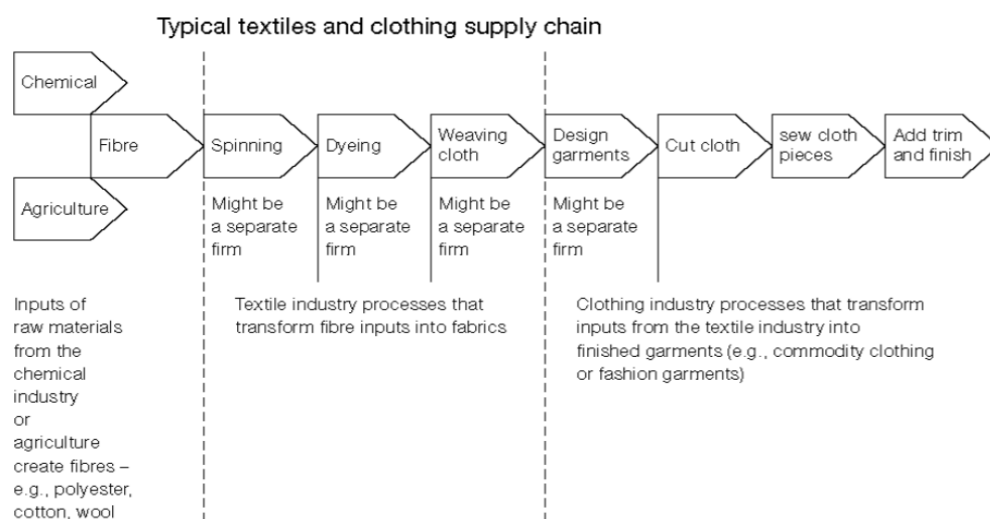 Typical textiles and clothing supply chain
Chemical
Agriculture
Fibre
Spinning
Dyeing
Weaving
cloth
Design
garments
Cut cloth
sew cloth
pieces
Add trim
and finish
Might be
a separate
firm
Might be
a separate
firm
Might be
a separate
firm
Might be
a separate
firm
Inputs of
raw materials
from the
chemical
industry
or
agriculture
create fibres –
e.g., polyester,
cotton, wool
Textile industry processes that
transform fibre inputs into fabrics
Clothing industry processes that transform
inputs from the textile industry into
finished garments (e.g., commodity clothing
or fashion garments)